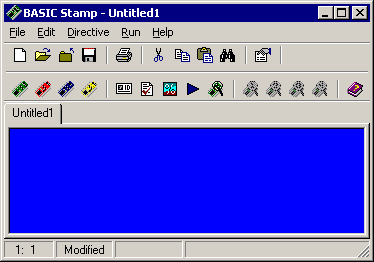 BASIC Stamp - Untitled1
File Edit Directive Run Help
Untitled1
1: 1 Modified